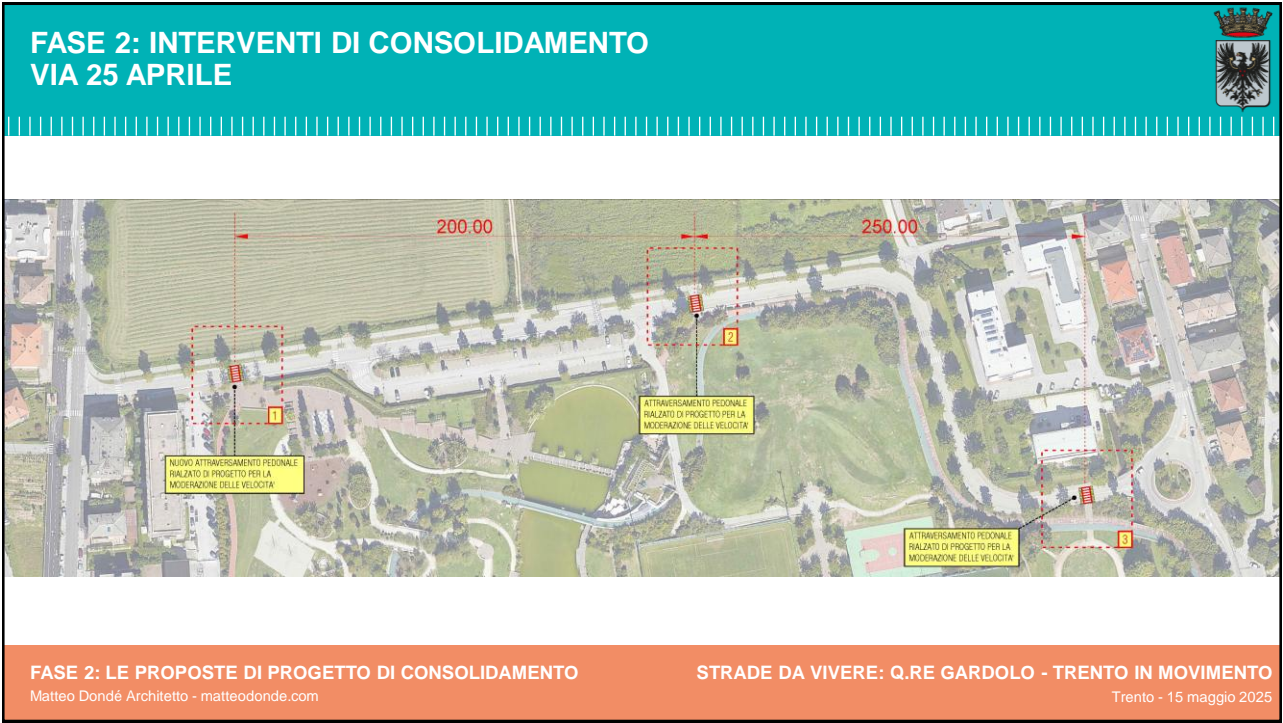 FASE 2: INTERVENTI DI CONSOLIDAMENTO
VIA 25 APRILE
200.00
250.00
2
ATTRAVERSAMENTO PEDONALE
RIALZATO DI PROGETTO PER LA
MODERAZIONE DELLE VELOCITA'
1
NUOVO ATTRAVERSAMENTO PEDONALE
RIALZATO DI PROGETTO PER LA
MODERAZIONE DELLE VELOCITA'
ATTRAVERSAMENTO PEDONALE
RIALZATO DI PROGETTO PER LA
MODERAZIONE DELLE VELOCITA'
3
FASE 2: LE PROPOSTE DI PROGETTO DI CONSOLIDAMENTO
Matteo Dondé Architetto - matteodonde.com
STRADE DA VIVERE: Q.RE GARDOLO - TRENTO IN MOVIMENTO
Trento - 15 maggio 2025